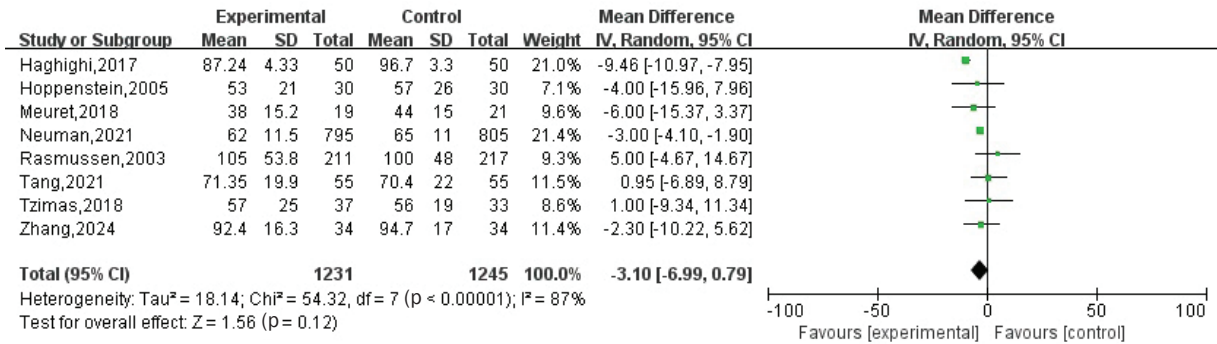 Experimental Control Mean Difference Mean Difference
Study or Subgroup Mean SD Total Mean SD Total Weight IV, Random, 95% CI IV, Random, 95% CI
Haghighi,2017 87.24 4.33 50 96.7 3.3 50 21.0% -9.46 [-10.97, -7.95]
Hoppenstein,2005 53 21 30 57 26 30 7.1% -4.00 [-15.96, 7.96]
Meuret,2018 38 15.2 19 44 15 21 9.6% -6.00 [-15.37, 3.37]
Neuman,2021 62 11.5 795 65 11 805 21.4% -3.00 [-4.10, -1.90]
Rasmussen,2003 105 53.8 211 100 48 217 9.3% 5.00 [-4.67, 14.67]
Tang,2021 71.35 19.9 55 70.4 22 55 11.5% 0.95 [-6.89, 8.79]
Tzimas,2018 57 25 37 56 19 33 8.6% 1.00 [-9.34, 11.34]
Zhang,2024 92.4 16.3 34 94.7 17 34 11.4% -2.30 [-10.22, 5.62]
Total (95% CI) 1231 1245 100.0% -3.10 [-6.99, 0.79]
Heterogeneity: Tau² = 18.14; Chi² = 54.32, df = 7 (p < 0.00001); I² = 87%
Test for overall effect: Z = 1.56 (p = 0.12)
-100 -50 0 50 100
Favours [experimental] Favours [control]